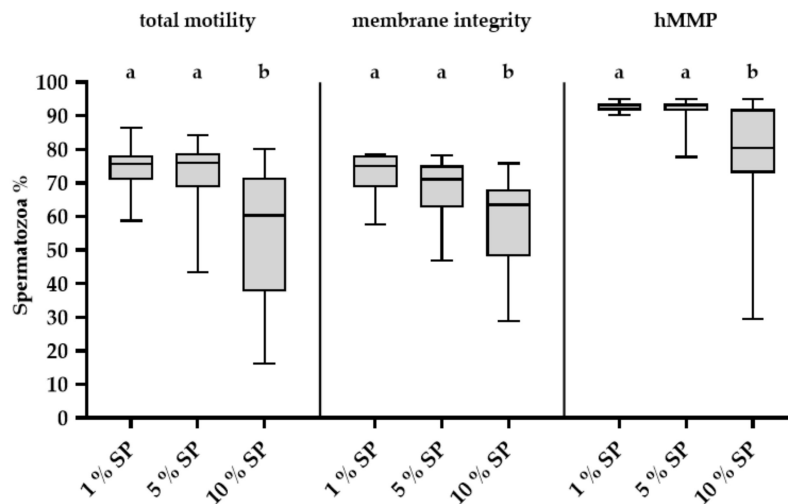 total motility membrane integrity hMMP
a a b a a b a a b
100
90
80
70
60
50
40
30
20
10
0
Spermatozoa %
1 % SP 5 % SP 10 % SP 1 % SP 5 % SP 10 % SP 1 % SP 5 % SP 10 % SP